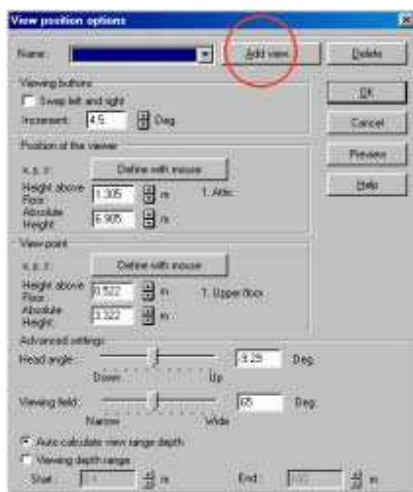 View position options
Name: Add view... Delete
Viewing buttons
Swap left and right
Increment: 45 Deg
OK
Cancel
Preview
Help
Position of the viewer
x, y, z: Define with mouse
Height above Floor: 1.305 m 1. Attic
Absolute Height: 6.905 m
View point
x, y, z: Define with mouse
Height above Floor: 0.522 m 1. Upper floor
Absolute Height: 3.322 m
Advanced settings
Head angle: -9.29 Deg
Down Up
Viewing field: 65 Deg
Narrow Wide
Auto calculate view range depth
Viewing depth range
Start: m End: m